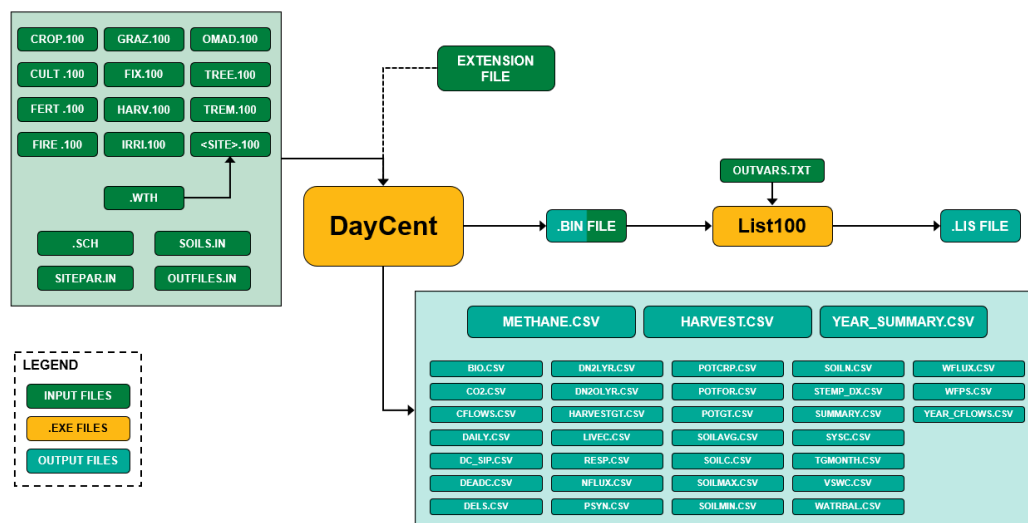 CROP.100
GRAZ.100
OMAD.100
CULT .100
FIX.100
TREE.100
FERT .100
HARV.100
TREM.100
FIRE .100
IRRI.100
<SITE>.100
.WTH
.SCH
SOILS.IN
SITEPAR.IN
OUTFILES.IN
EXTENSION
FILE
DayCent
.BIN FILE
OUTVARS.TXT
List100
.LIS FILE
METHANE.CSV
HARVEST.CSV
YEAR_SUMMARY.CSV
BIO.CSV
DN2LYR.CSV
POTCRP.CSV
SOILN.CSV
WFLUX.CSV
CO2.CSV
DN2OLYR.CSV
POTFOR.CSV
STEMP_DX.CSV
WFPS.CSV
CFLOWS.CSV
HARVESTGT.CSV
POTGT.CSV
SUMMARY.CSV
YEAR_CFLOWS.CSV
DAILY.CSV
LIVEC.CSV
SOILAVG.CSV
SYSC.CSV
DC_SIP.CSV
RESP.CSV
SOILC.CSV
TGMONTH.CSV
DEADC.CSV
NFLUX.CSV
SOILMAX.CSV
VSWC.CSV
DELS.CSV
PSYN.CSV
SOILMIN.CSV
WATRBAL.CSV
LEGEND
INPUT FILES
.EXE FILES
OUTPUT FILES